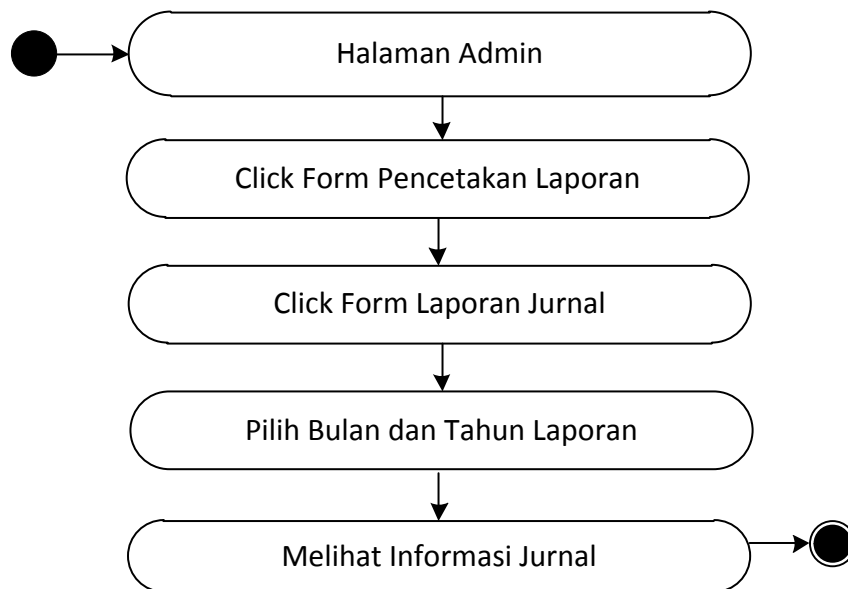 Halaman Admin
Click Form Pencetakan Laporan
Click Form Laporan Jurnal
Pilih Bulan dan Tahun Laporan
Melihat Informasi Jurnal